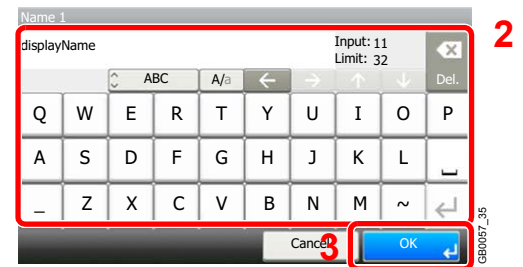 Name 1
displayName
Input: 11
Limit: 32
2
ABC A/a ← → ↑ ↓ Del.
Q W E R T Y U I O P
A S D F G H J K L
_ Z X C V B N M ~
3
Cancel OK
GB0057_35